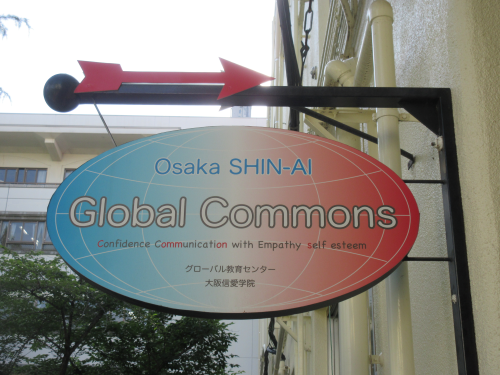 Osaka SHIN-AI
Global Commons
Confidence Communication with Empathy self esteem
グローバル教育センター
大阪信愛学院